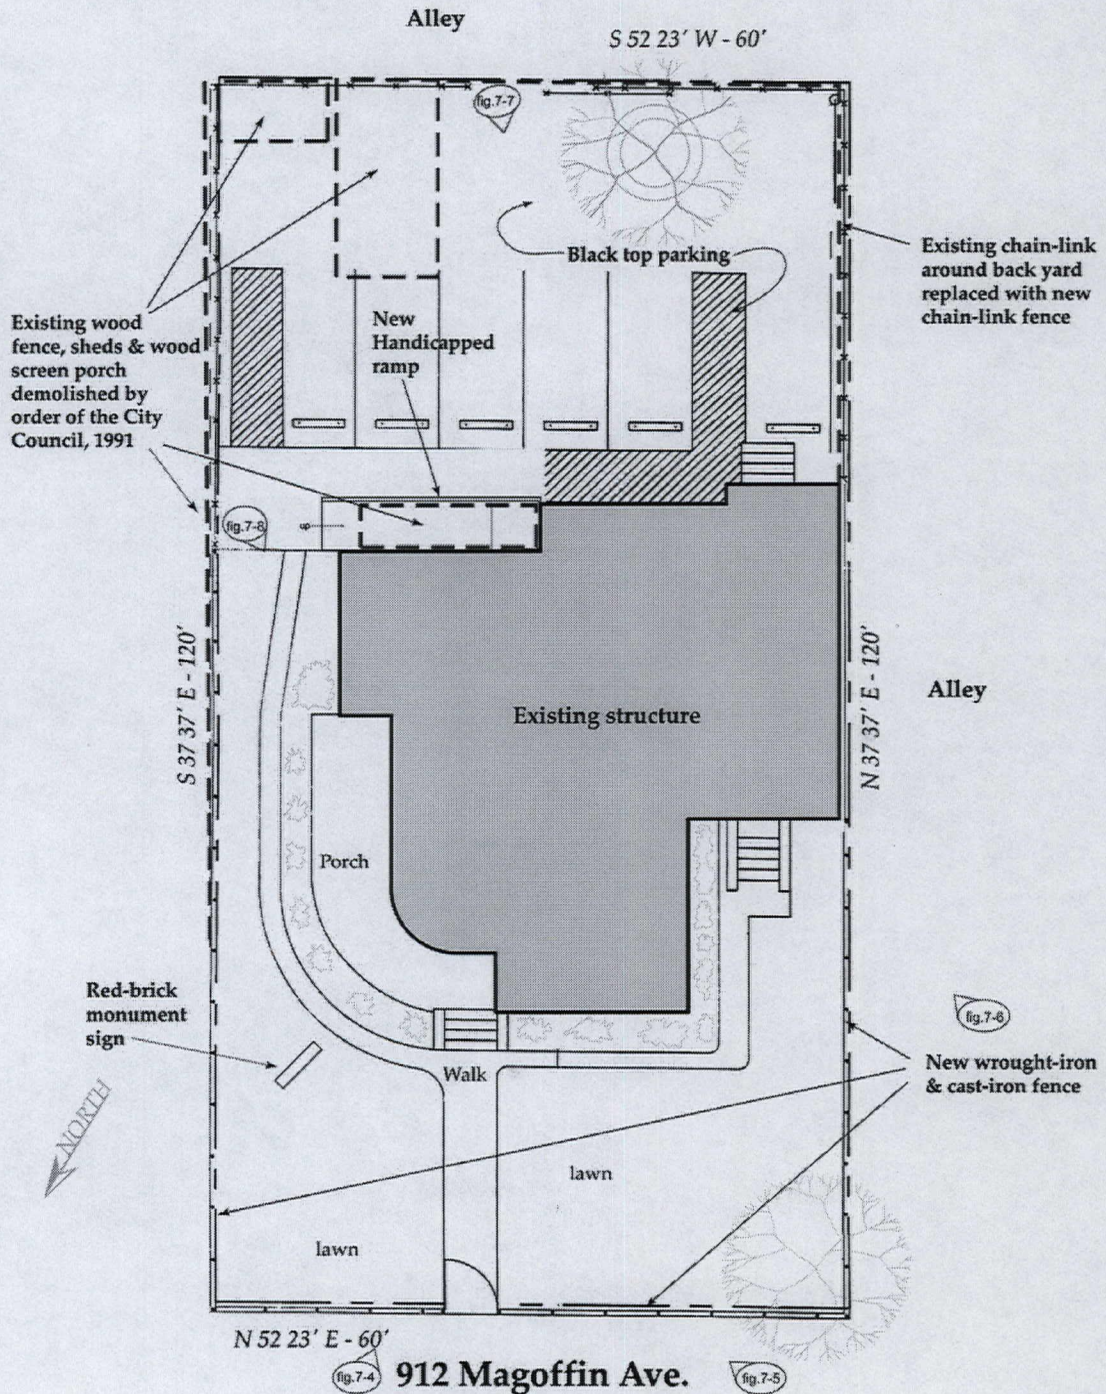 Alley
S 52 23' W - 60'
fig.7-7
Black top parking
Existing chain-link
around back yard
replaced with new
chain-link fence
Existing wood
fence, sheds & wood
screen porch
demolished by
order of the City
Council, 1991
New
Handicapped
ramp
fig.7-8
up
S 37 37' E - 120'
Existing structure
N 37 37' E - 120'
Alley
Porch
Red-brick
monument
sign
fig.7-6
Walk
New wrought-iron
& cast-iron fence
NORTH
lawn
lawn
N 52 23' E - 60'
fig.7-4
912 Magoffin Ave.
fig.7-5